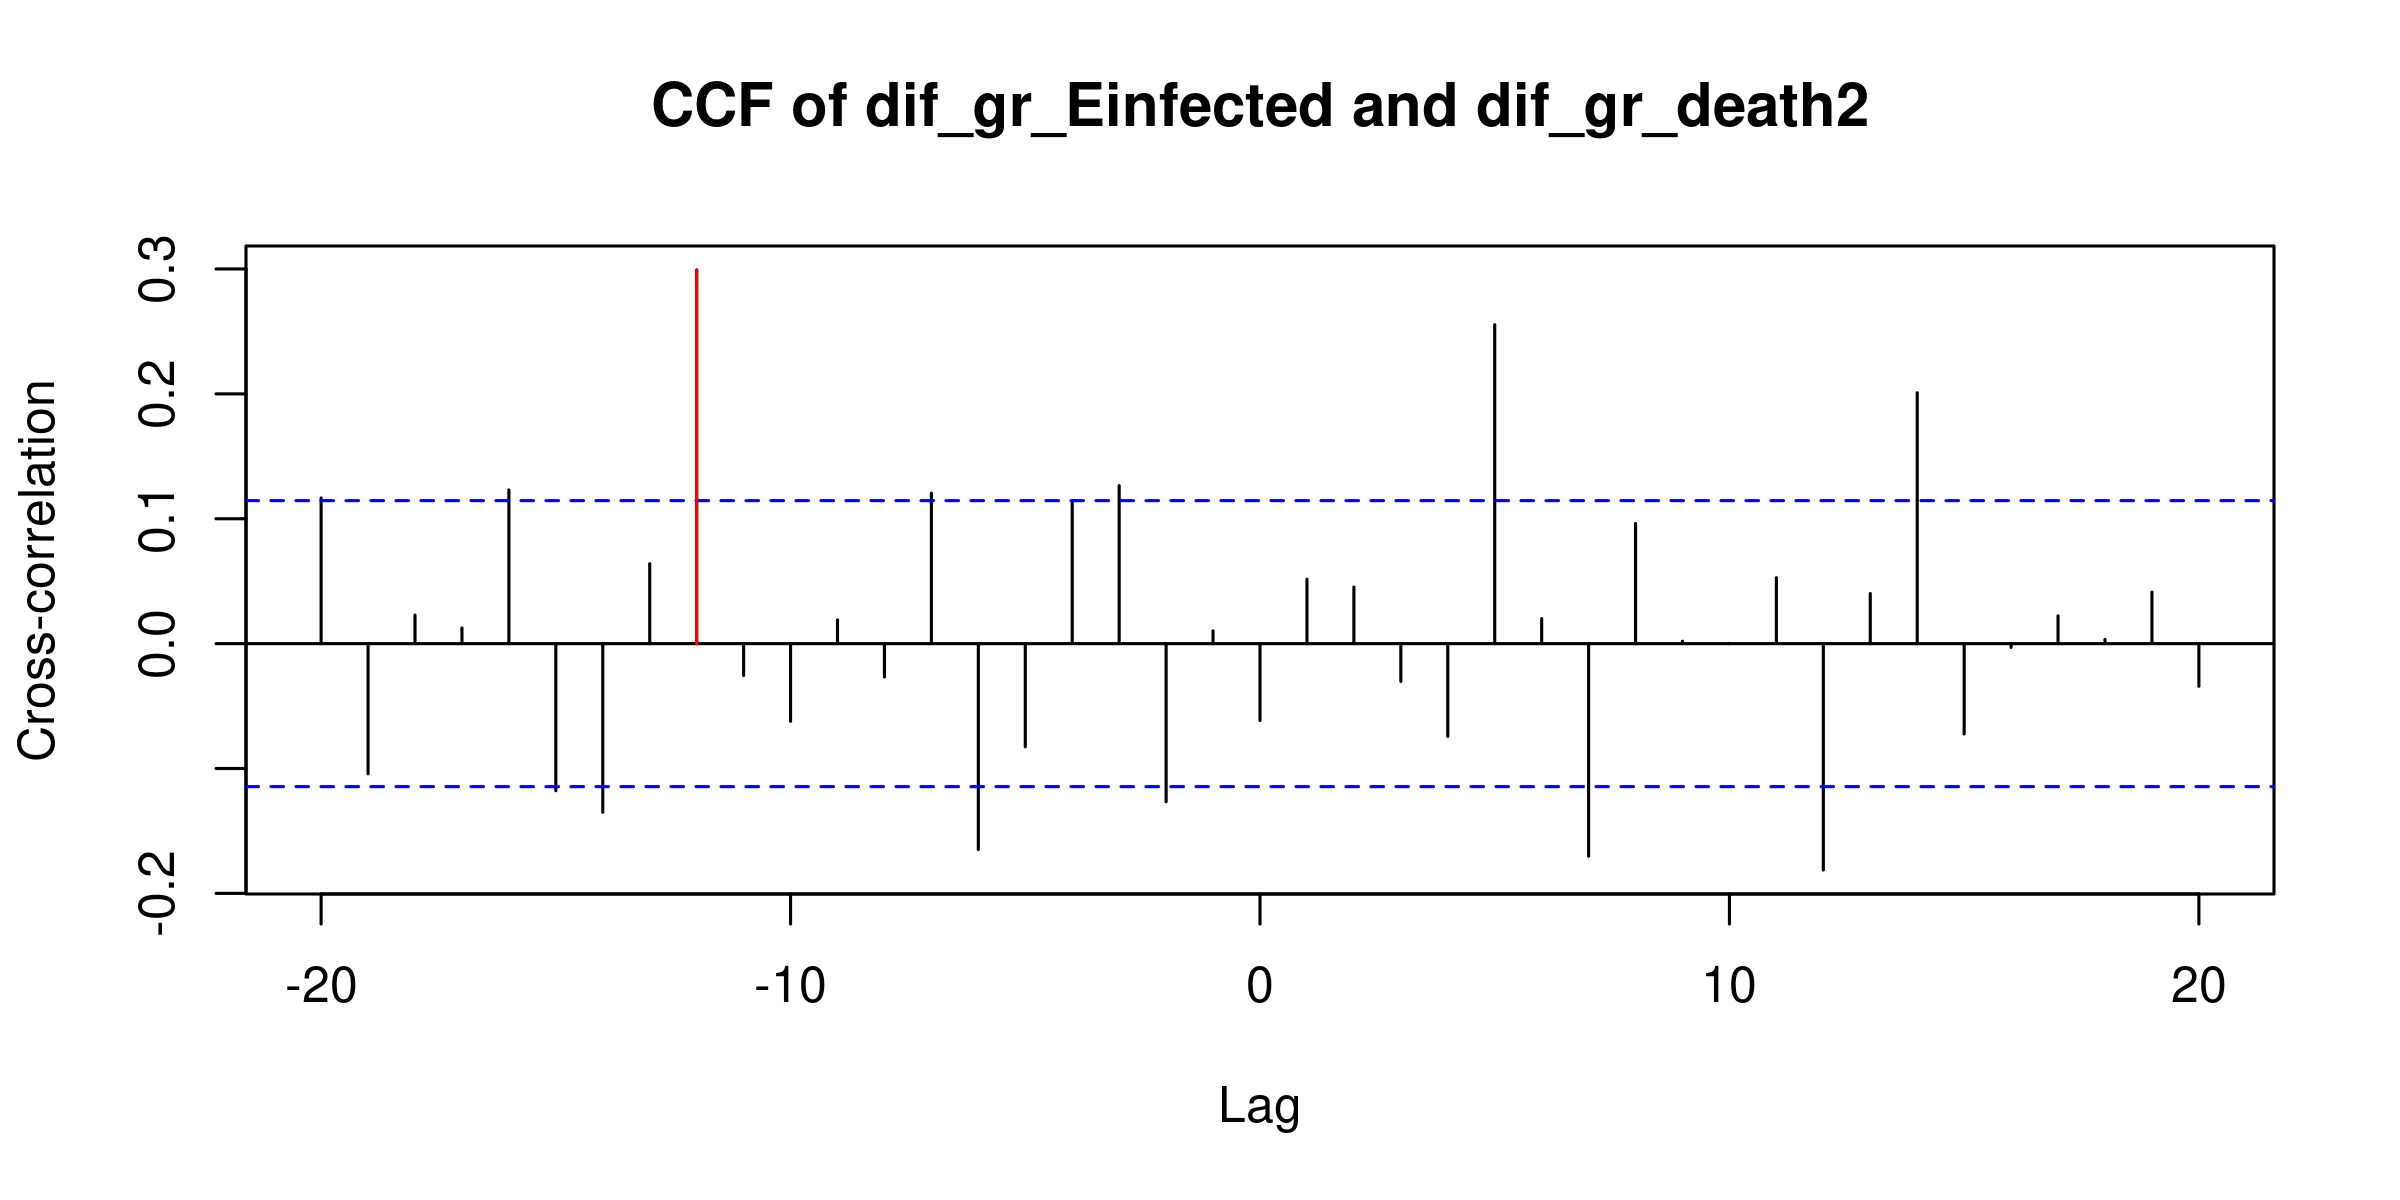 CCF of dif_gr_Einfected and dif_gr_death2
Cross-correlation
0.3
0.2
0.1
0.0
-0.2
-20 -10 0 10 20
Lag